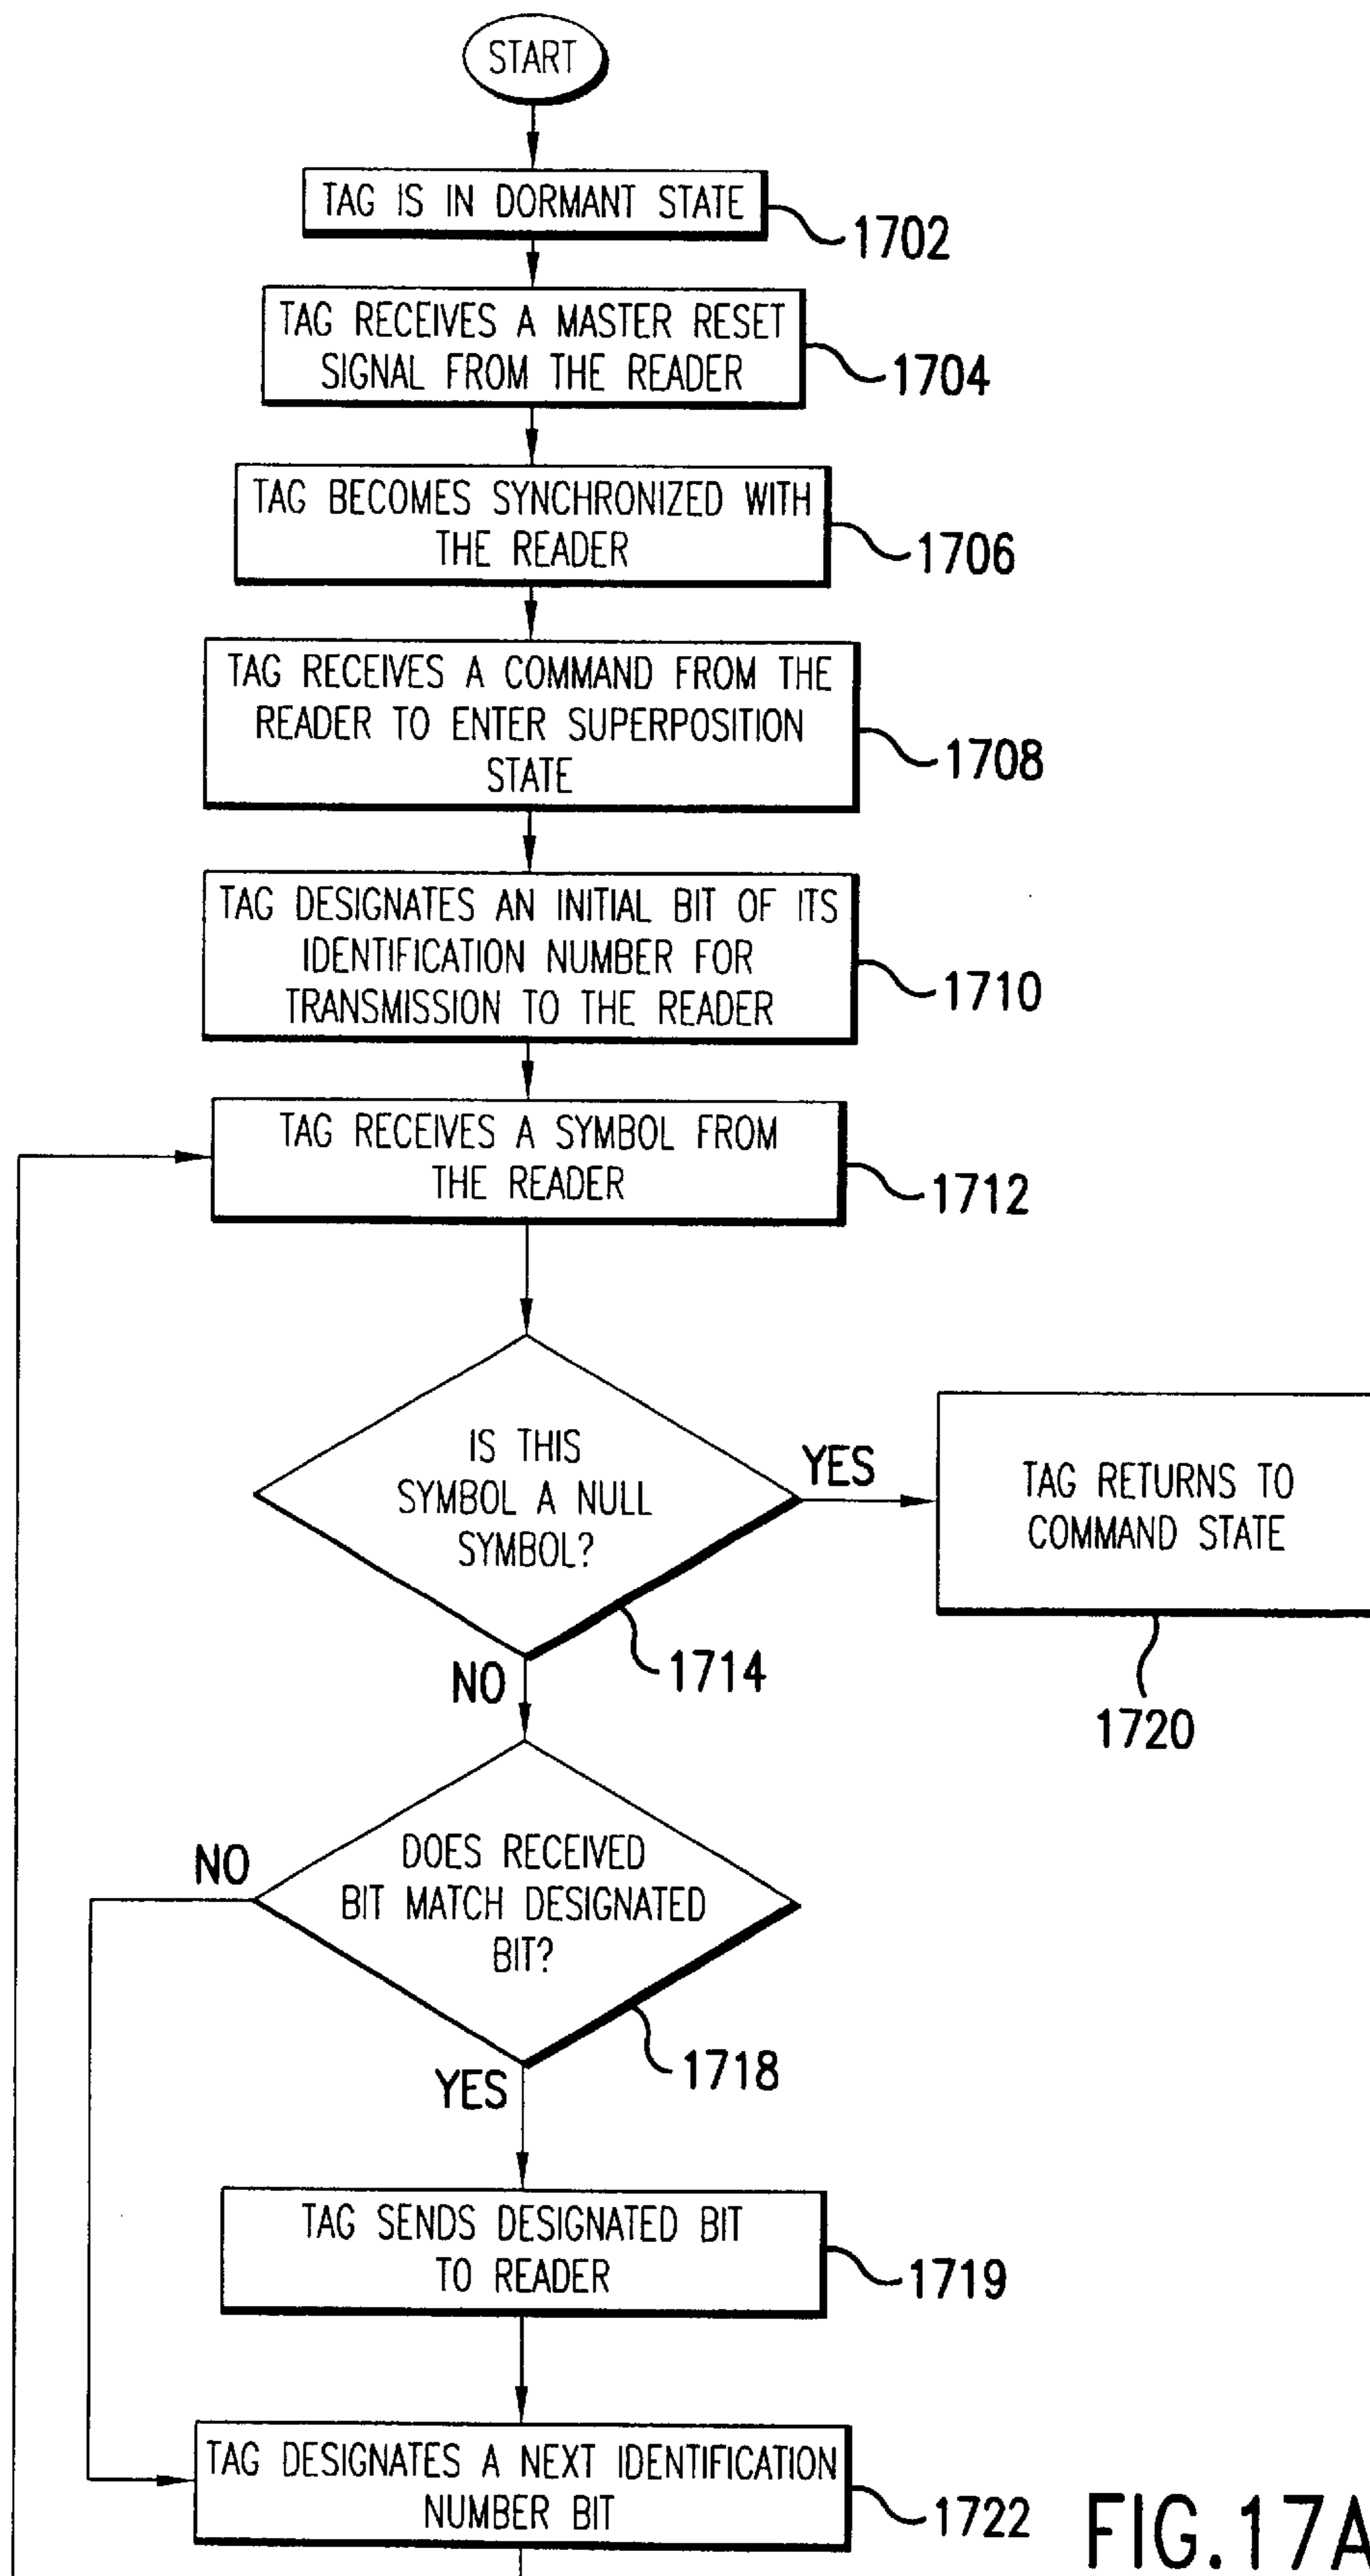 START
TAG IS IN DORMANT STATE
1702
TAG RECEIVES A MASTER RESET
SIGNAL FROM THE READER
1704
TAG BECOMES SYNCHRONIZED WITH
THE READER
1706
TAG RECEIVES A COMMAND FROM THE
READER TO ENTER SUPERPOSITION
STATE
1708
TAG DESIGNATES AN INITIAL BIT OF ITS
IDENTIFICATION NUMBER FOR
TRANSMISSION TO THE READER
1710
TAG RECEIVES A SYMBOL FROM
THE READER
1712
IS THIS
SYMBOL A NULL
SYMBOL?
1714
YES
TAG RETURNS TO
COMMAND STATE
1720
NO
DOES RECEIVED
BIT MATCH DESIGNATED
BIT?
1718
NO
YES
TAG SENDS DESIGNATED BIT
TO READER
1719
TAG DESIGNATES A NEXT IDENTIFICATION
NUMBER BIT
1722
FIG.17A